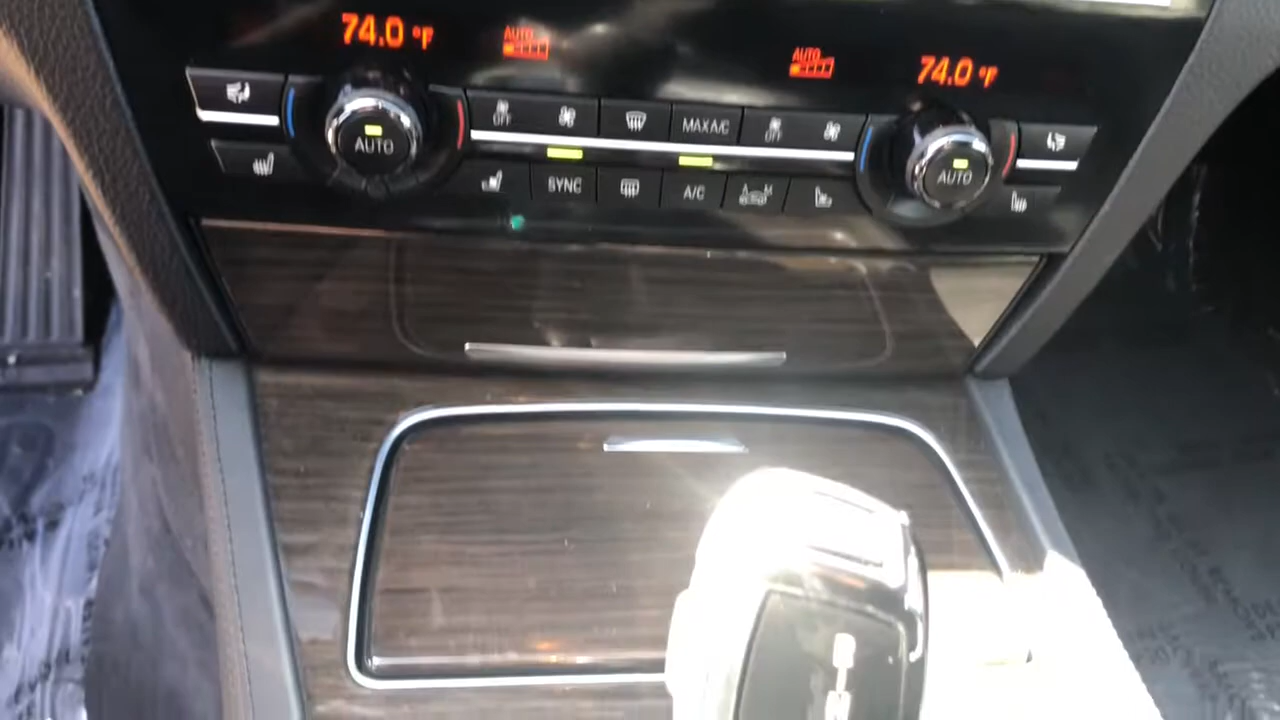 74.0 °F
AUTO
AUTO
74.0 °F
OFF
MAX A/C
OFF
AUTO
AUTO
SYNC
A/C
A M